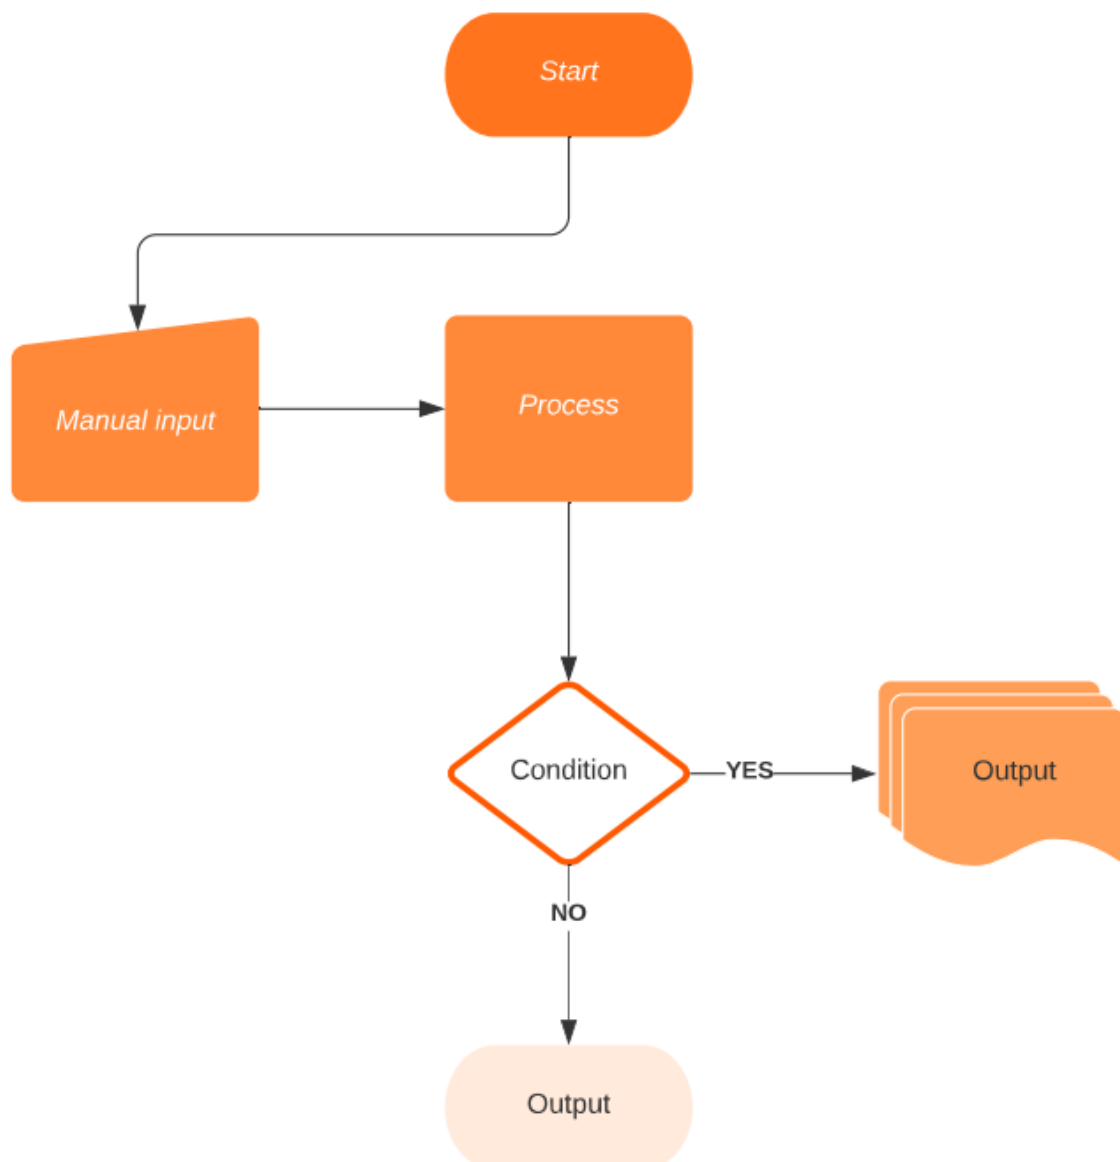 Start
Manual input
Process
Condition
YES
Output
NO
Output